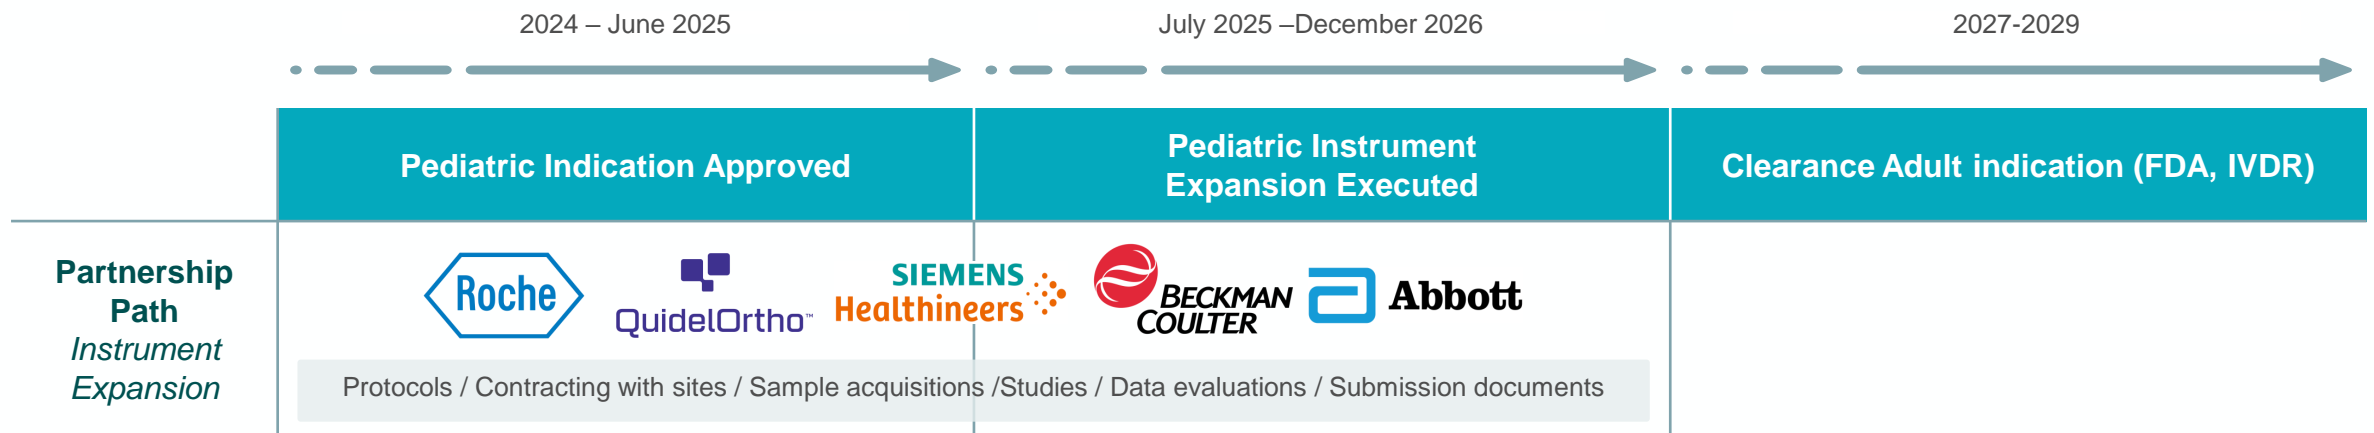 2024 – June 2025
July 2025 –December 2026
2027-2029
Pediatric Indication Approved
Pediatric Instrument
Expansion Executed
Clearance Adult indication (FDA, IVDR)
Partnership
Path
Instrument
Expansion
Roche
QuidelOrtho™
SIEMENS
Healthineers
BECKMAN
COULTER
Abbott
Protocols / Contracting with sites / Sample acquisitions /Studies / Data evaluations / Submission documents